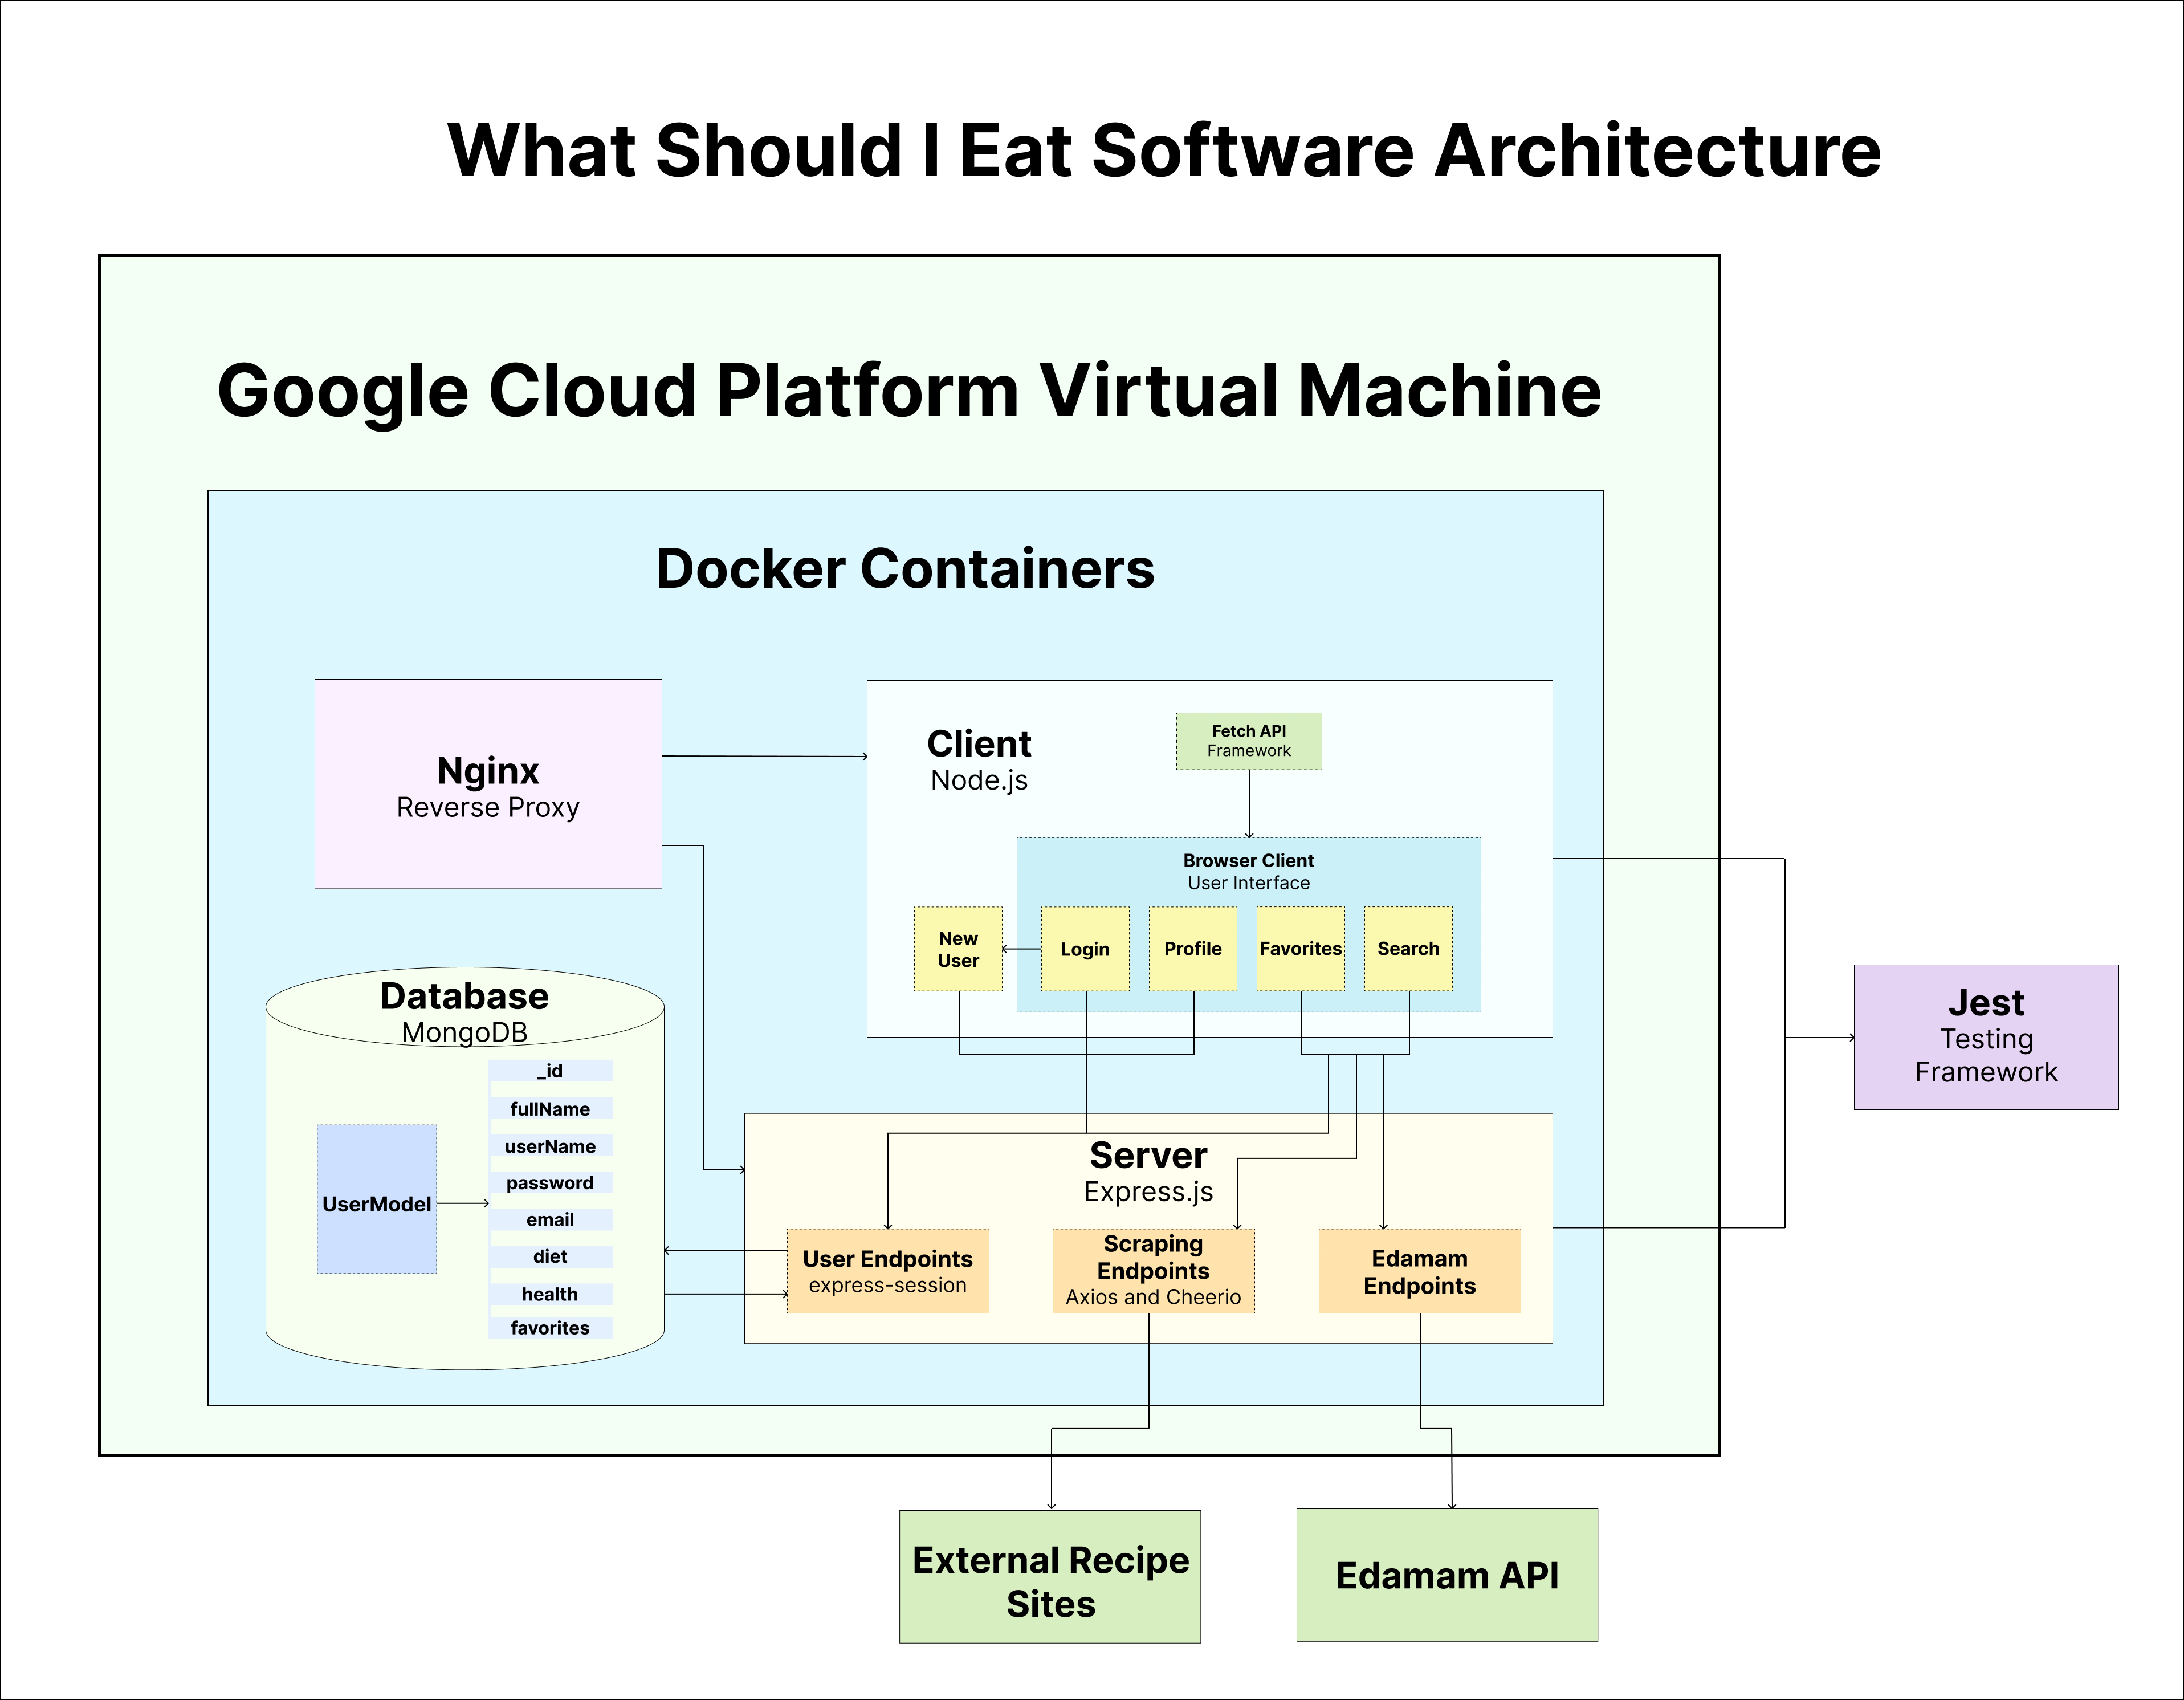 What Should I Eat Software Architecture
Google Cloud Platform Virtual Machine
Docker Containers
Nginx
Reverse Proxy
Client
Node.js
Fetch API
Framework
Browser Client
User Interface
New
User
Login
Profile
Favorites
Search
Database
MongoDB
UserModel
_id
fullName
userName
password
email
diet
health
favorites
Server
Express.js
User Endpoints
express-session
Scraping
Endpoints
Axios and Cheerio
Edamam
Endpoints
Jest
Testing
Framework
External Recipe
Sites
Edamam API